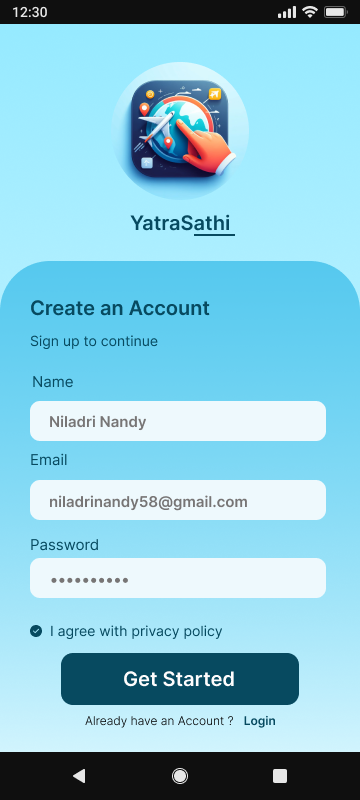 12:30
YatraSathi
Create an Account
Sign up to continue
Name
Niladri Nandy
Email
niladrinandy58@gmail.com
Password
••••••••••
I agree with privacy policy
Get Started
Already have an Account ? Login